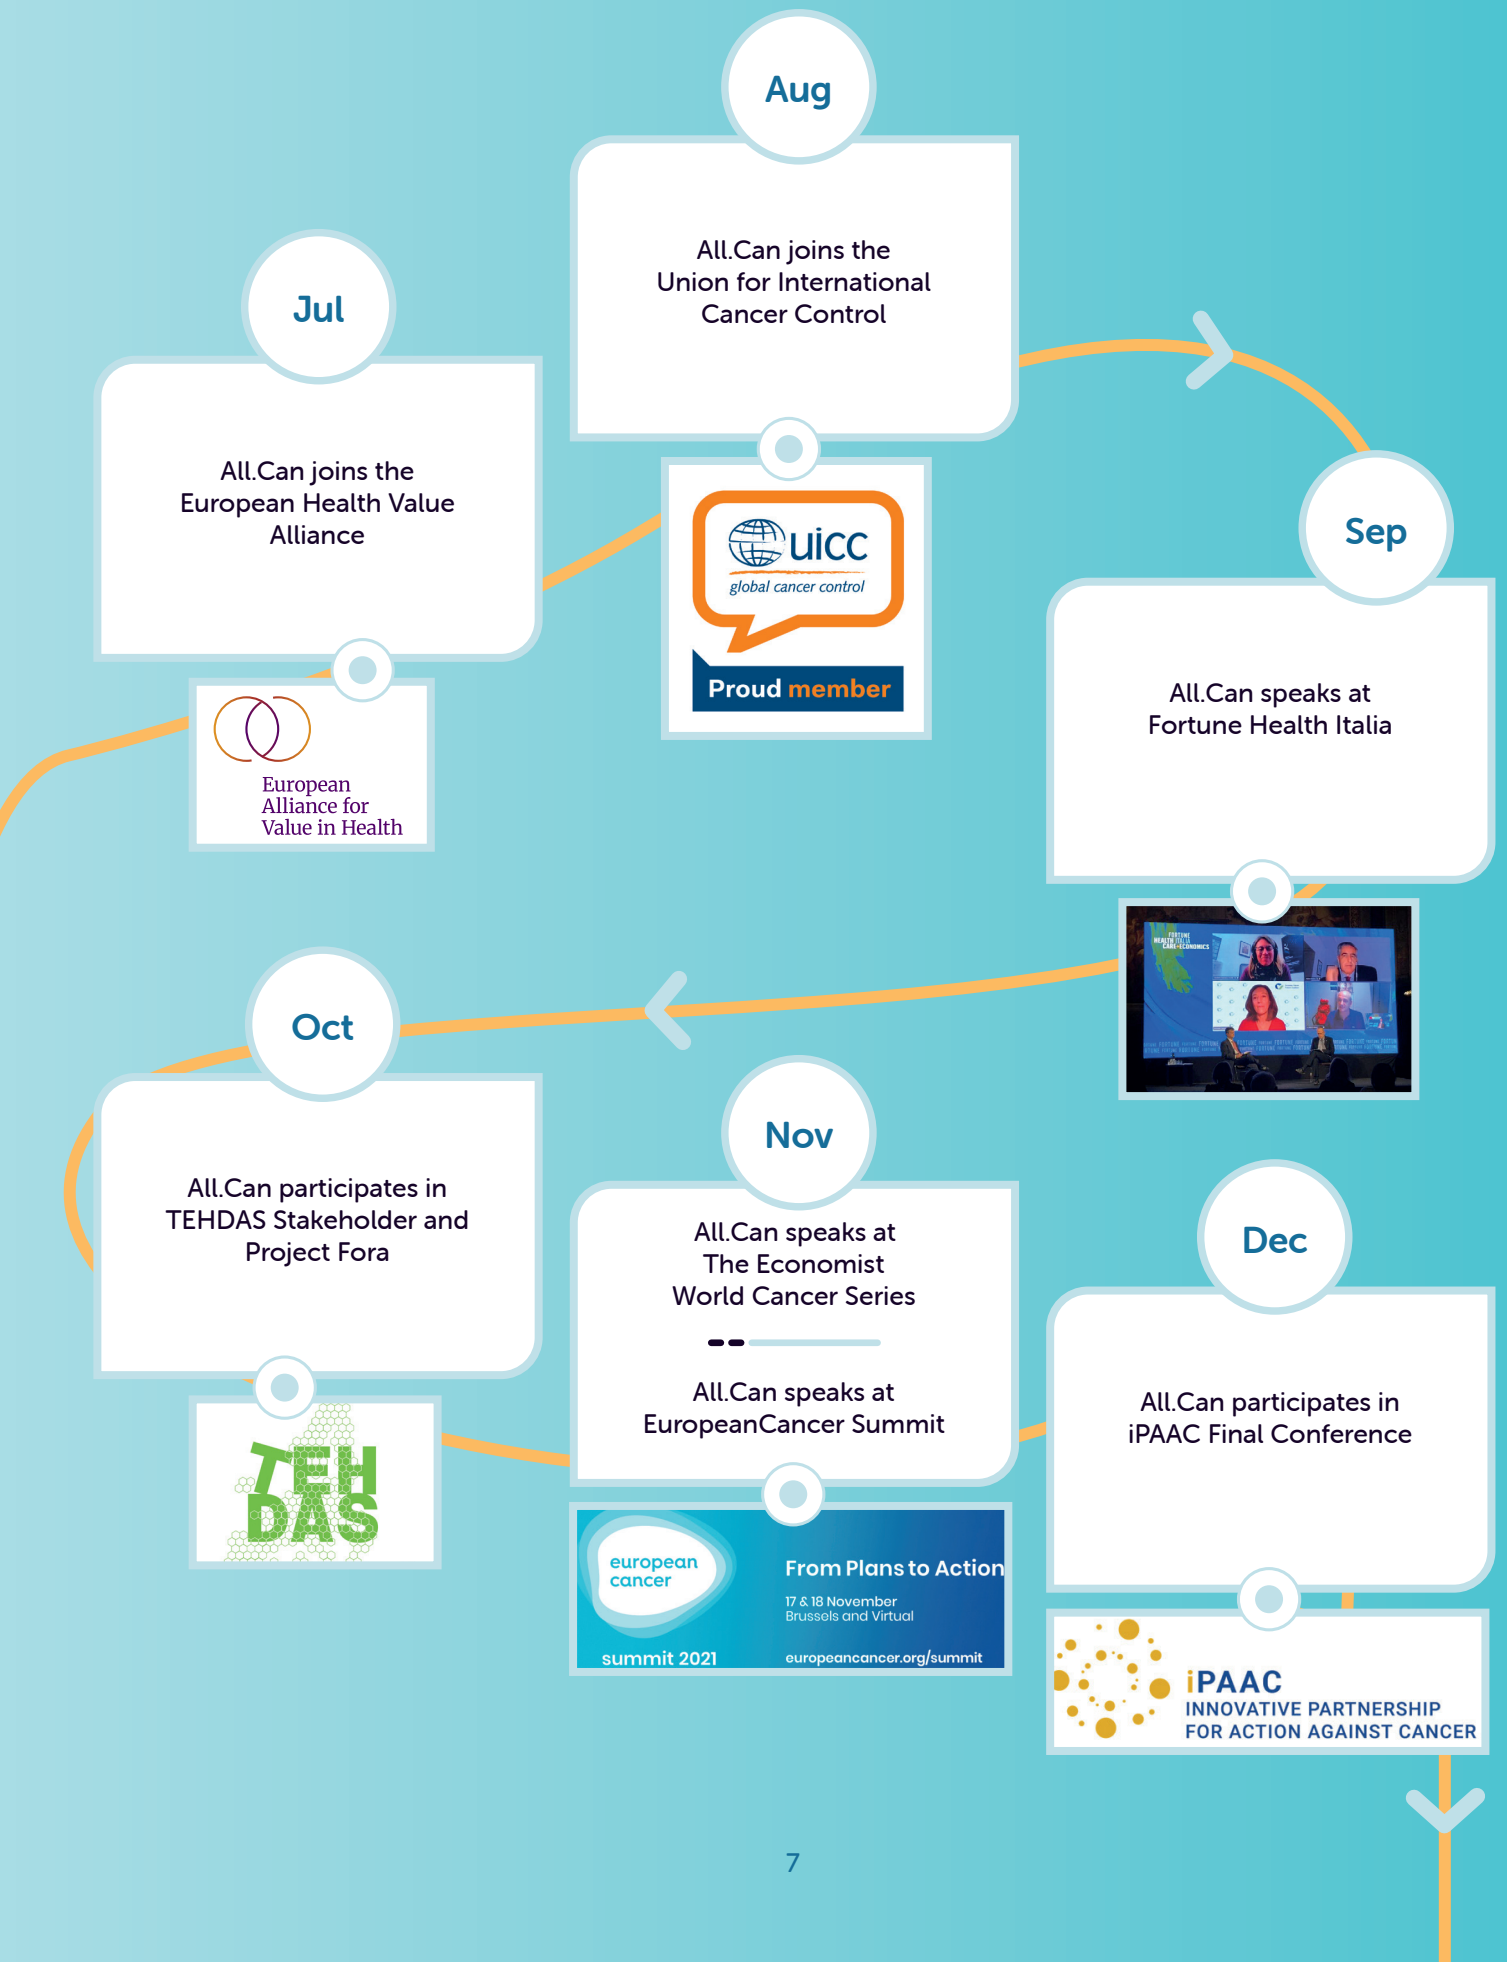 Jul
All.Can joins the
European Health Value
Alliance
European
Alliance for
Value in Health
Aug
All.Can joins the
Union for International
Cancer Control
uicc
global cancer control
Proud member
Sep
All.Can speaks at
Fortune Health Italia
FORTUNE
HEALTH ITALIA
CARE-ECONOMICS
Oct
All.Can participates in
TEHDAS Stakeholder and
Project Fora
TEH
DAS
Nov
All.Can speaks at
The Economist
World Cancer Series
All.Can speaks at
EuropeanCancer Summit
european
cancer
summit 2021
From Plans to Action
17 & 18 November
Brussels and Virtual
europeancancer.org/summit
Dec
All.Can participates in
iPAAC Final Conference
iPAAC
INNOVATIVE PARTNERSHIP
FOR ACTION AGAINST CANCER
7